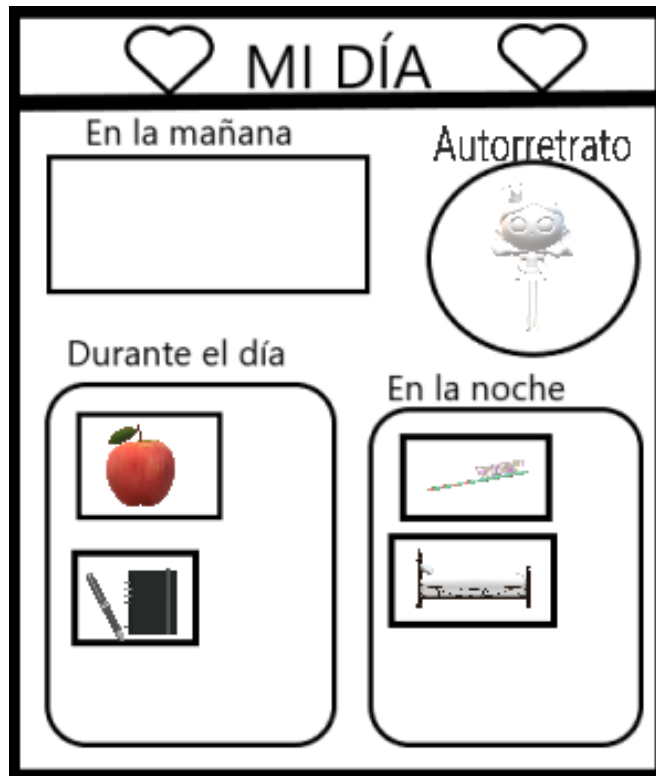 MI DÍA
En la mañana
Autorretrato
Durante el día
En la noche